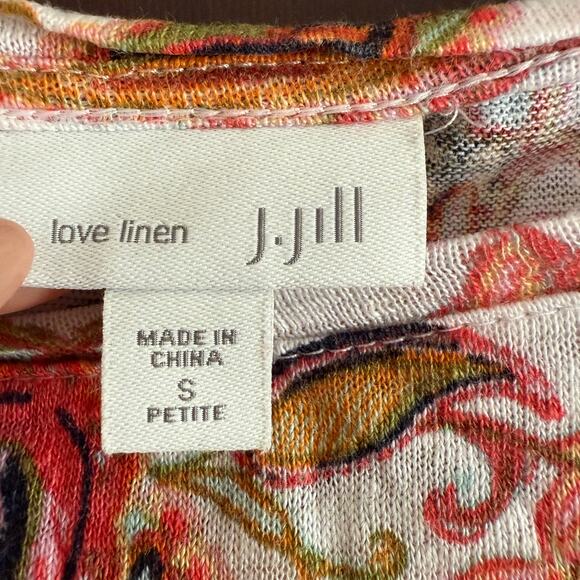 love linen J.Jill
MADE IN
CHINA
S
PETITE